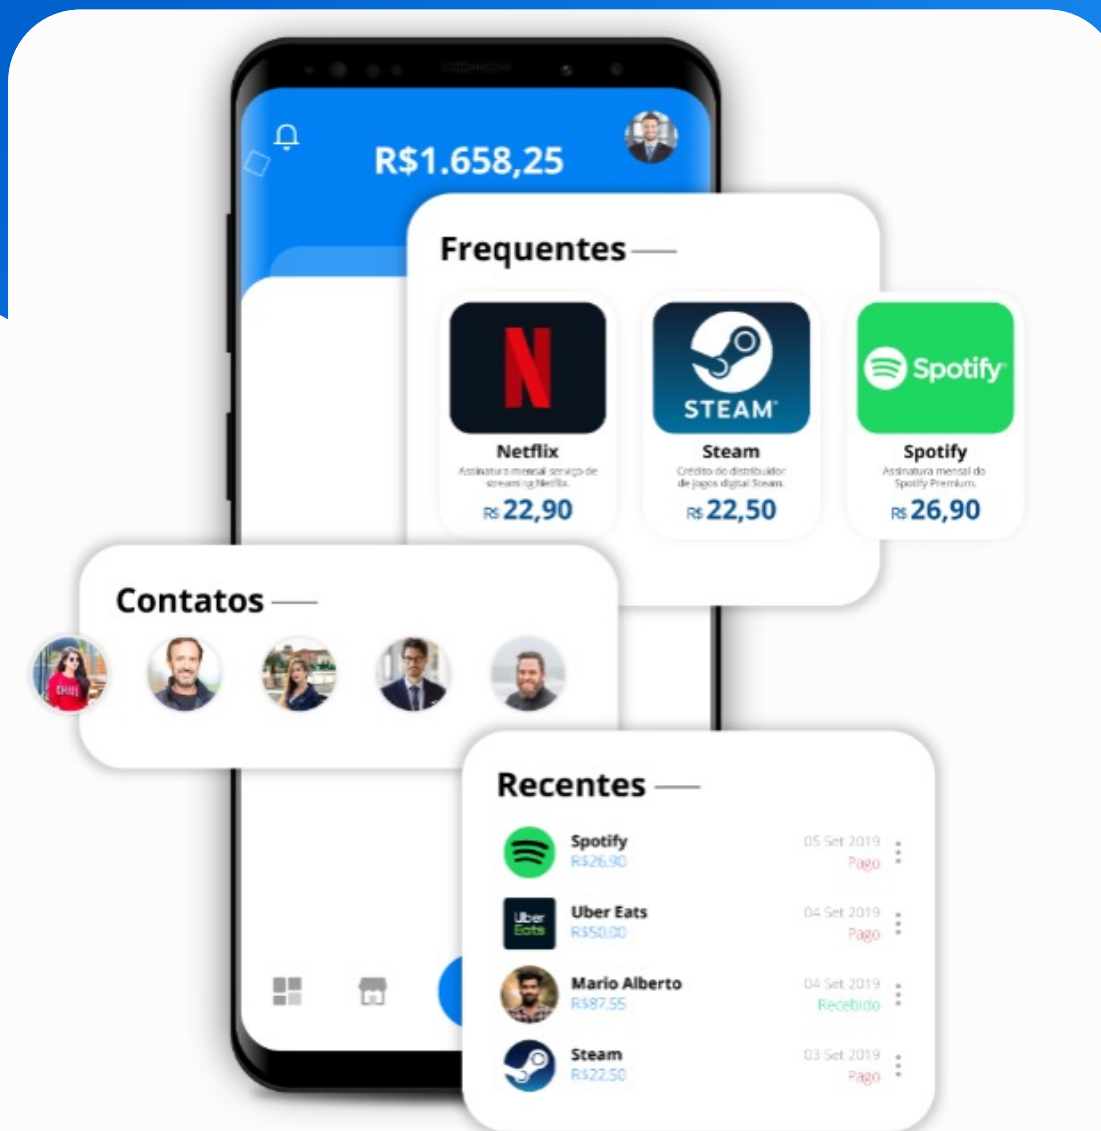 R$1.658,25
Frequentes
N
STEAM
Spotify
Netflix
Assinatura mensal serviço de
streaming Netflix.
R$ 22,90
Steam
Crédito do distribuidor
de jogos digital Steam.
R$ 22,50
Spotify
Assinatura mensal do
Spotify Premium.
R$ 26,90
Contatos
Recentes
Spotify
05 Set 2019
R$26.90
Pago
Uber
Eats
Uber Eats
04 Set 2019
R$50.00
Pago
Mario Alberto
04 Set 2019
R$87.55
Recebido
Steam
03 Set 2019
R$22.50
Pago